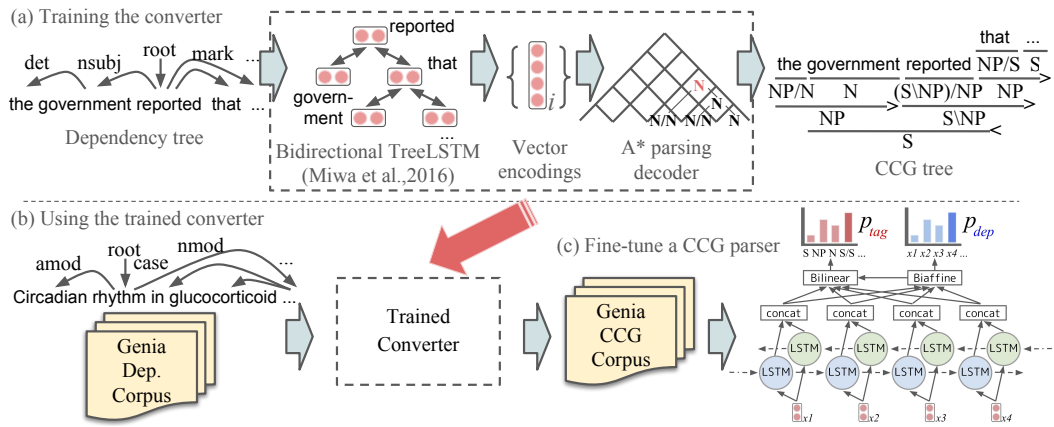 (a) Training the converter
det nsubj root mark ...
the government reported that ...
Dependency tree
reported
that
govern-
ment
...
Bidirectional TreeLSTM
(Miwa et al.,2016)
i
Vector
encodings
N
N
N/N N/N N
A* parsing
decoder
that ...
the government reported NP/S S
NP/N N (S\NP)/NP NP
NP S\NP
S
CCG tree
(b) Using the trained converter
amod root case nmod ...
Circadian rhythm in glucocorticoid ...
Genia
Dep.
Corpus
Trained
Converter
(c) Fine-tune a CCG parser
Genia
CCG
Corpus
Ptag
S NP N S/S ...
Pdep
x1 x2 x3 x4 ...
Bilinear Biaffine
concat concat concat concat
LSTM LSTM LSTM LSTM
LSTM LSTM LSTM LSTM
x1 x2 x3 x4